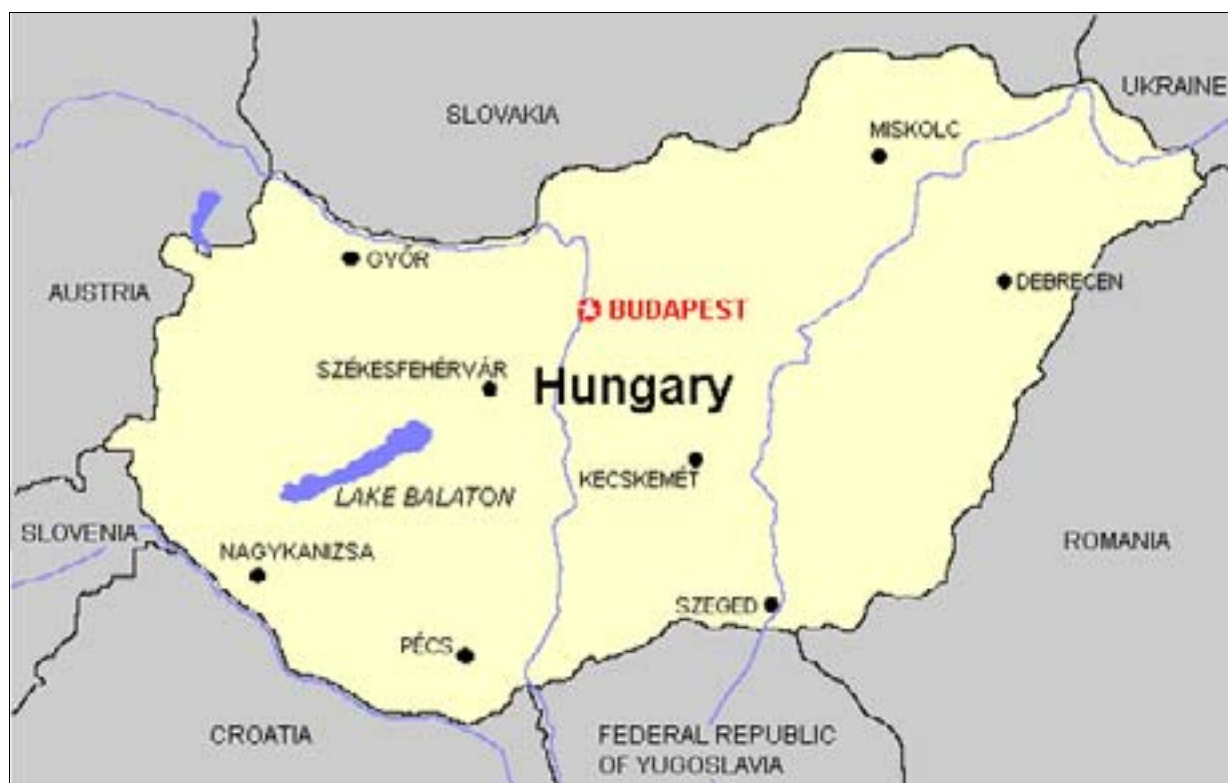 UKRAINE
SLOVAKIA
MISKOLC
GYŐR
DEBRECEN
AUSTRIA
BUDAPEST
SZÉKESFEHÉRVÁR
Hungary
KECSKEMÉT
LAKE BALATON
SLOVENIA
ROMANIA
NAGYKANIZSA
SZEGED
PÉCS
CROATIA
FEDERAL REPUBLIC
OF YUGOSLAVIA